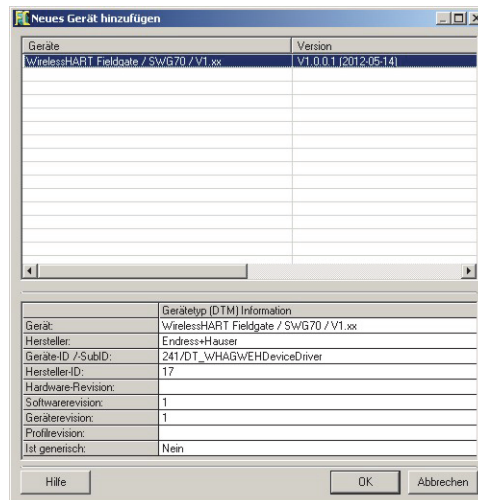 Neues Gerät hinzufügen
Geräte Version
WirelessHART Fieldgate / SWG70 / V1.xx V1.0.0.1 (2012-05-14)
Gerätetyp (DTM) Information
Gerät: WirelessHART Fieldgate / SWG70 / V1.xx
Hersteller: Endress+Hauser
Geräte-ID /-SubID: 241/DT_WHAGWEHDeviceDriver
Hersteller-ID: 17
Hardware-Revision:
Softwarerevision: 1
Geräterevision: 1
Profilrevision:
Ist generisch: Nein
Hilfe OK Abbrechen